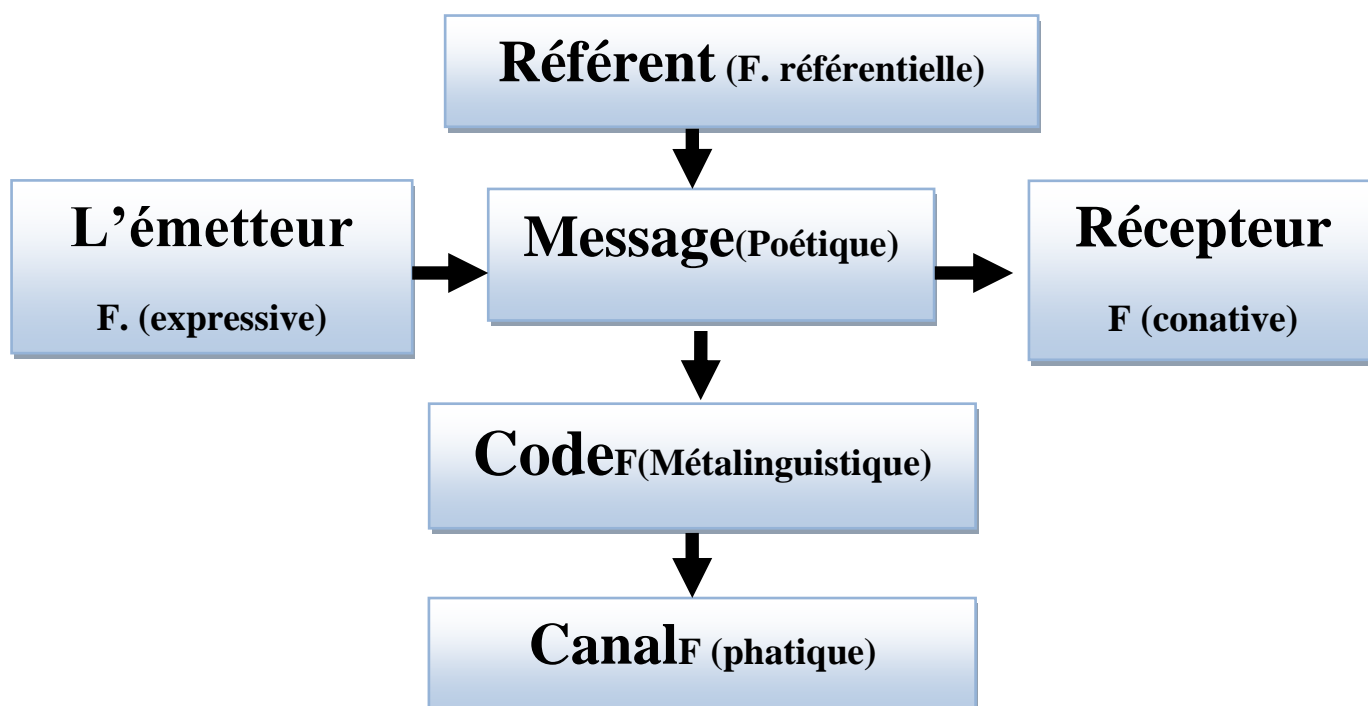 Référent (F. référentielle)
L’émetteur
F. (expressive)
Message(Poétique)
Récepteur
F (conative)
CodeF(Métalinguistique)
CanalF (phatique)